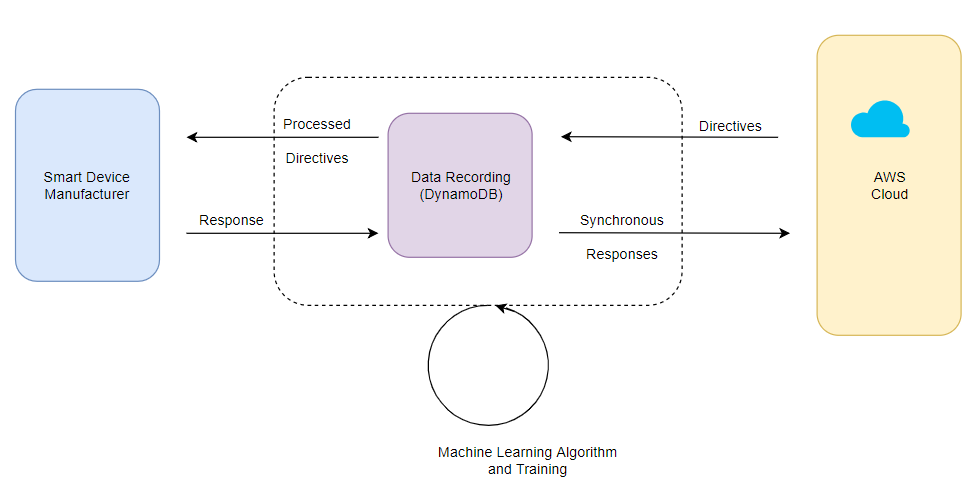 Processed
Directives
Directives
Smart Device
Manufacturer
Data Recording
(DynamoDB)
AWS
Cloud
Response
Synchronous
Responses
Machine Learning Algorithm
and Training